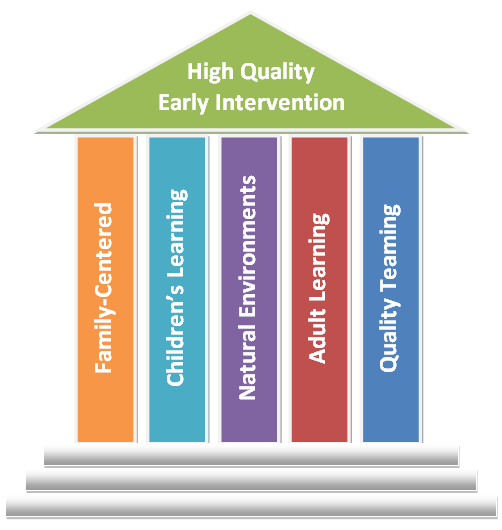 High Quality
Early Intervention
Family-Centered
Children’s Learning
Natural Environments
Adult Learning
Quality Teaming